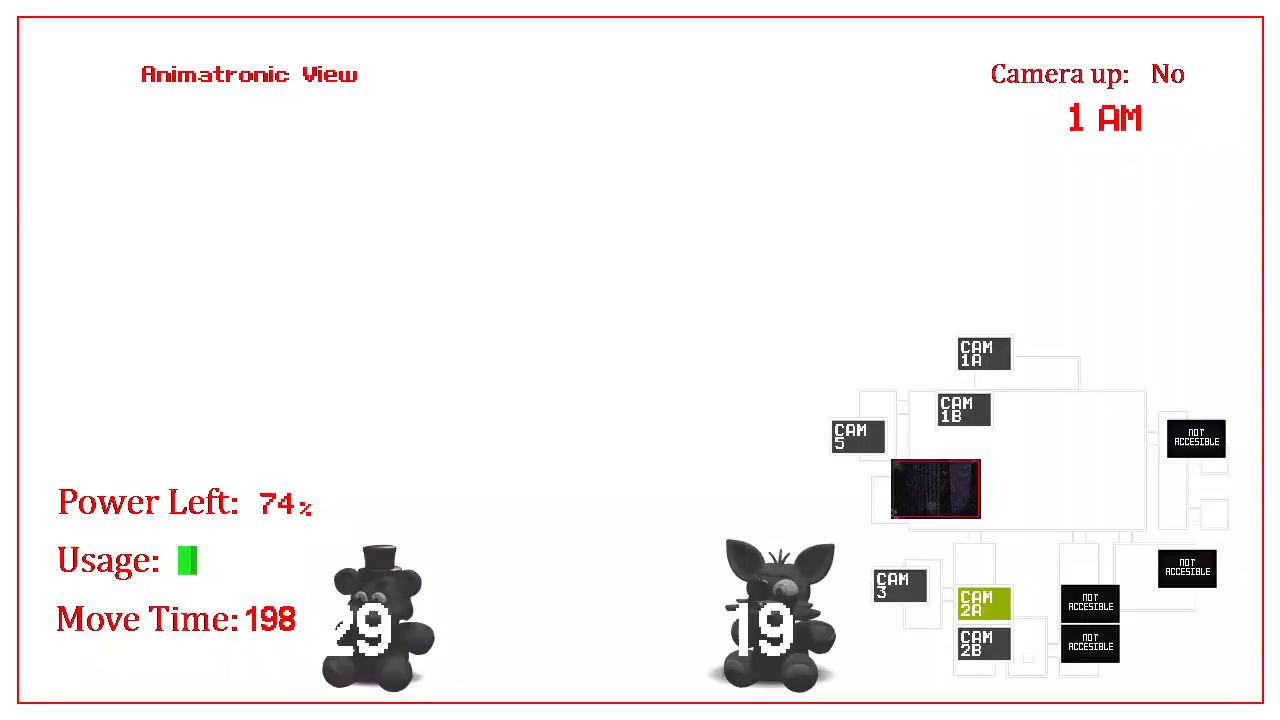 Animatronic View
Camera up: No
1 AM
CAM
1A
CAM
1B
CAM
5
NOT
ACCESIBLE
Power Left: 74%
Usage:
NOT
ACCESIBLE
CAM
3
CAM
2A
NOT
ACCESIBLE
Move Time: 198
29
19
CAM
2B
NOT
ACCESIBLE